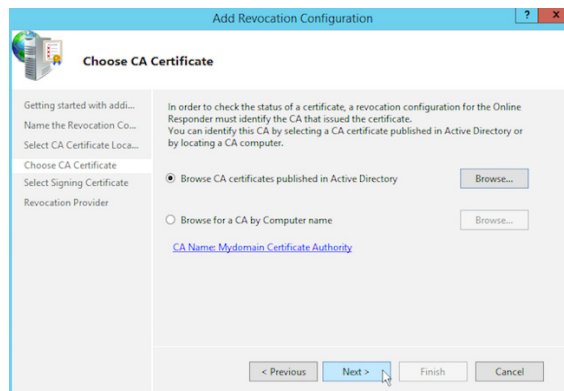 Add Revocation Configuration
?
x
Choose CA Certificate
Getting started with addi...
Name the Revocation Co...
Select CA Certificate Loca...
Choose CA Certificate
Select Signing Certificate
Revocation Provider
In order to check the status of a certificate, a revocation configuration for the Online
Responder must identify the CA that issued the certificate.
You can identify this CA by selecting a CA certificate published in Active Directory or
by locating a CA computer.
Browse CA certificates published in Active Directory
Browse...
Browse for a CA by Computer name
Browse...
CA Name: Mydomain Certificate Authority
< Previous
Next >
Finish
Cancel